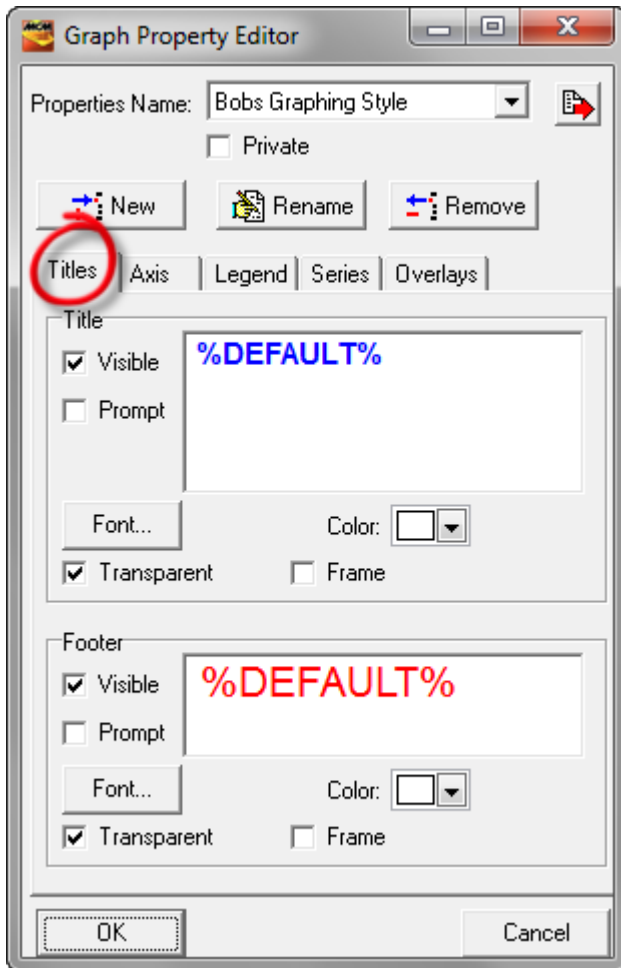 MCM
Graph Property Editor
Properties Name: Bobs Graphing Style
Private
New Rename Remove
Titles Axis Legend Series Overlays
Title
Visible %DEFAULT%
Prompt
Font... Color:
Transparent Frame
Footer
Visible %DEFAULT%
Prompt
Font... Color:
Transparent Frame
OK Cancel